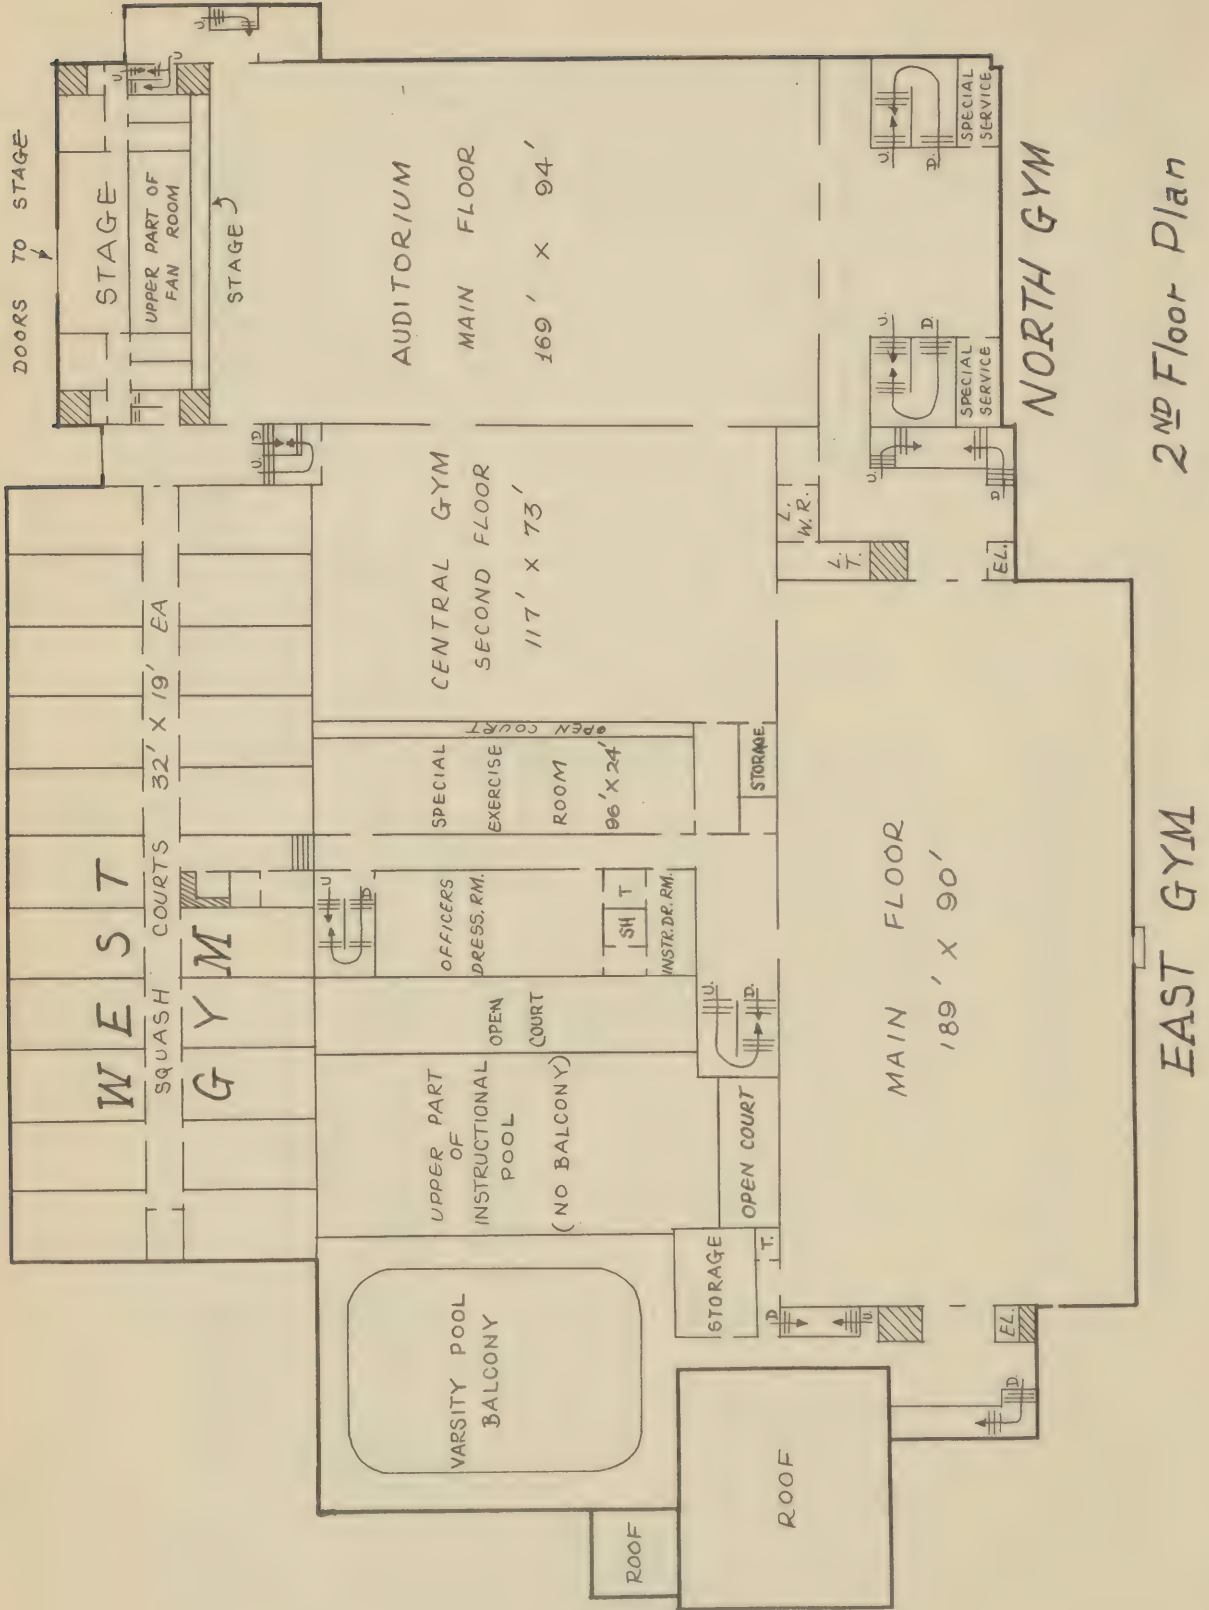 DOORS TO STAGE
STAGE
UPPER PART OF
FAN ROOM
STAGE
U.
U
U
AUDITORIUM
MAIN FLOOR
169' X 94'
U.
D.
SPECIAL
SERVICE
U.
D.
SPECIAL
SERVICE
NORTH GYM
2ND Floor Plan
WEST
SQUASH COURTS 32' X 19' EA
GYM
U.
D.
CENTRAL GYM
SECOND FLOOR
117' X 73'
L.
W.R.
L.
T.
U.
D
EL.
OPEN COURT
SPECIAL
EXERCISE
ROOM
96' X 24'
STORAGE
U
D
OFFICERS
DRESS. RM.
SH
T
INSTR. DR. RM.
OPEN
COURT
U.
D.
UPPER PART
OF
INSTRUCTIONAL
POOL
(NO BALCONY)
OPEN COURT
MAIN FLOOR
189' X 90'
EAST GYM
VARSITY POOL
BALCONY
STORAGE
T.
D
U.
EL.
D.
ROOF
ROOF